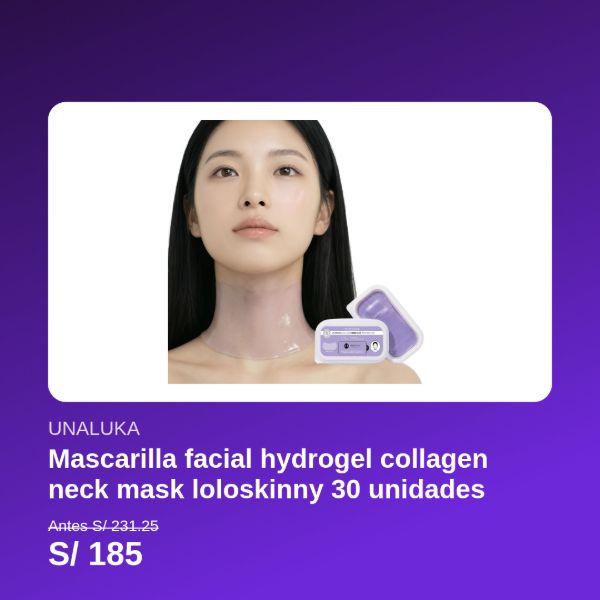 UNALUKA
Mascarilla facial hydrogel collagen
neck mask loloskinny 30 unidades
Antes S/ 231.25
S/ 185